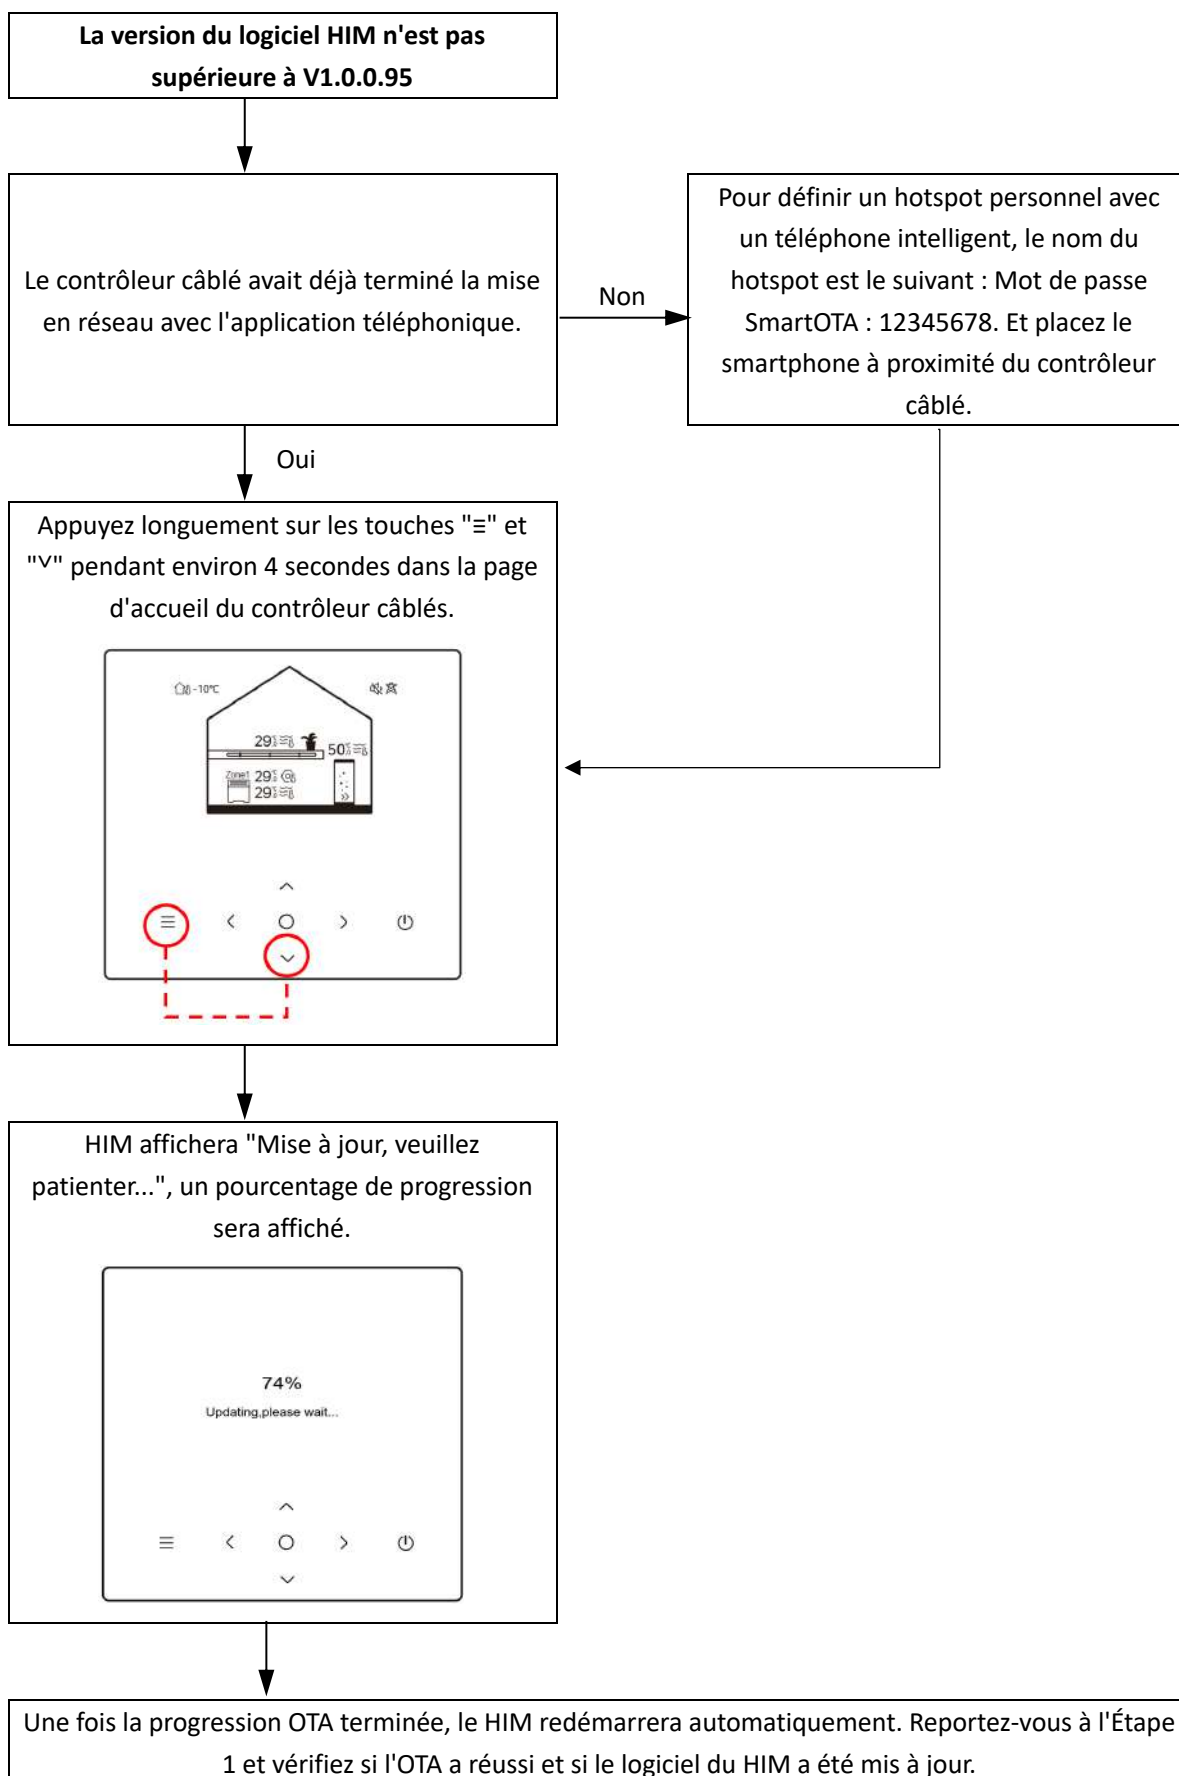 La version du logiciel HIM n'est pas
supérieure à V1.0.0.95
Le contrôleur câblé avait déjà terminé la mise
en réseau avec l'application téléphonique.
Non
Pour définir un hotspot personnel avec
un téléphone intelligent, le nom du
hotspot est le suivant : Mot de passe
SmartOTA : 12345678. Et placez le
smartphone à proximité du contrôleur
câblé.
Oui
Appuyez longuement sur les touches "≡" et
"˅" pendant environ 4 secondes dans la page
d'accueil du contrôleur câblés.
-10℃
29
50
Zone1 29
29
HIM affichera "Mise à jour, veuillez
patienter...", un pourcentage de progression
sera affiché.
74%
Updating,please wait...
Une fois la progression OTA terminée, le HIM redémarrera automatiquement. Reportez-vous à l'Étape
1 et vérifiez si l'OTA a réussi et si le logiciel du HIM a été mis à jour.